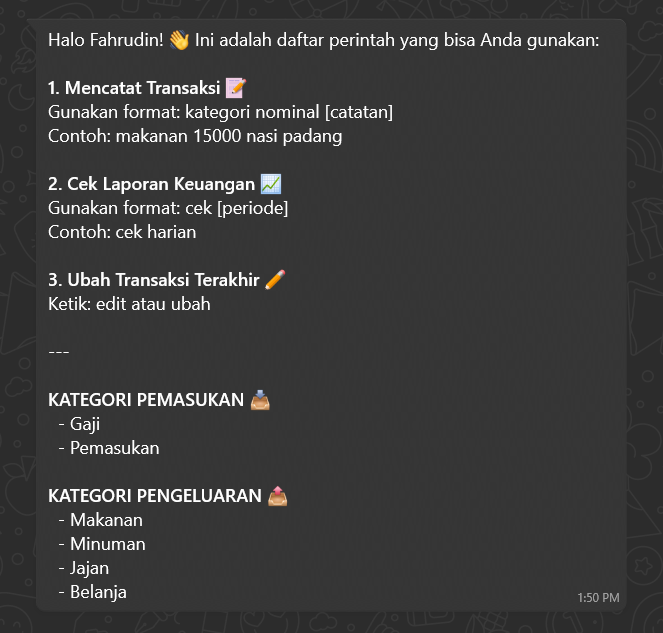 Halo Fahrudin! 👋 Ini adalah daftar perintah yang bisa Anda gunakan:
1. Mencatat Transaksi 📝
Gunakan format: kategori nominal [catatan]
Contoh: makanan 15000 nasi padang
2. Cek Laporan Keuangan 📈
Gunakan format: cek [periode]
Contoh: cek harian
3. Ubah Transaksi Terakhir ✏️
Ketik: edit atau ubah
---
KATEGORI PEMASUKAN 📥
- Gaji
- Pemasukan
KATEGORI PENGELUARAN 📤
- Makanan
- Minuman
- Jajan
- Belanja
1:50 PM